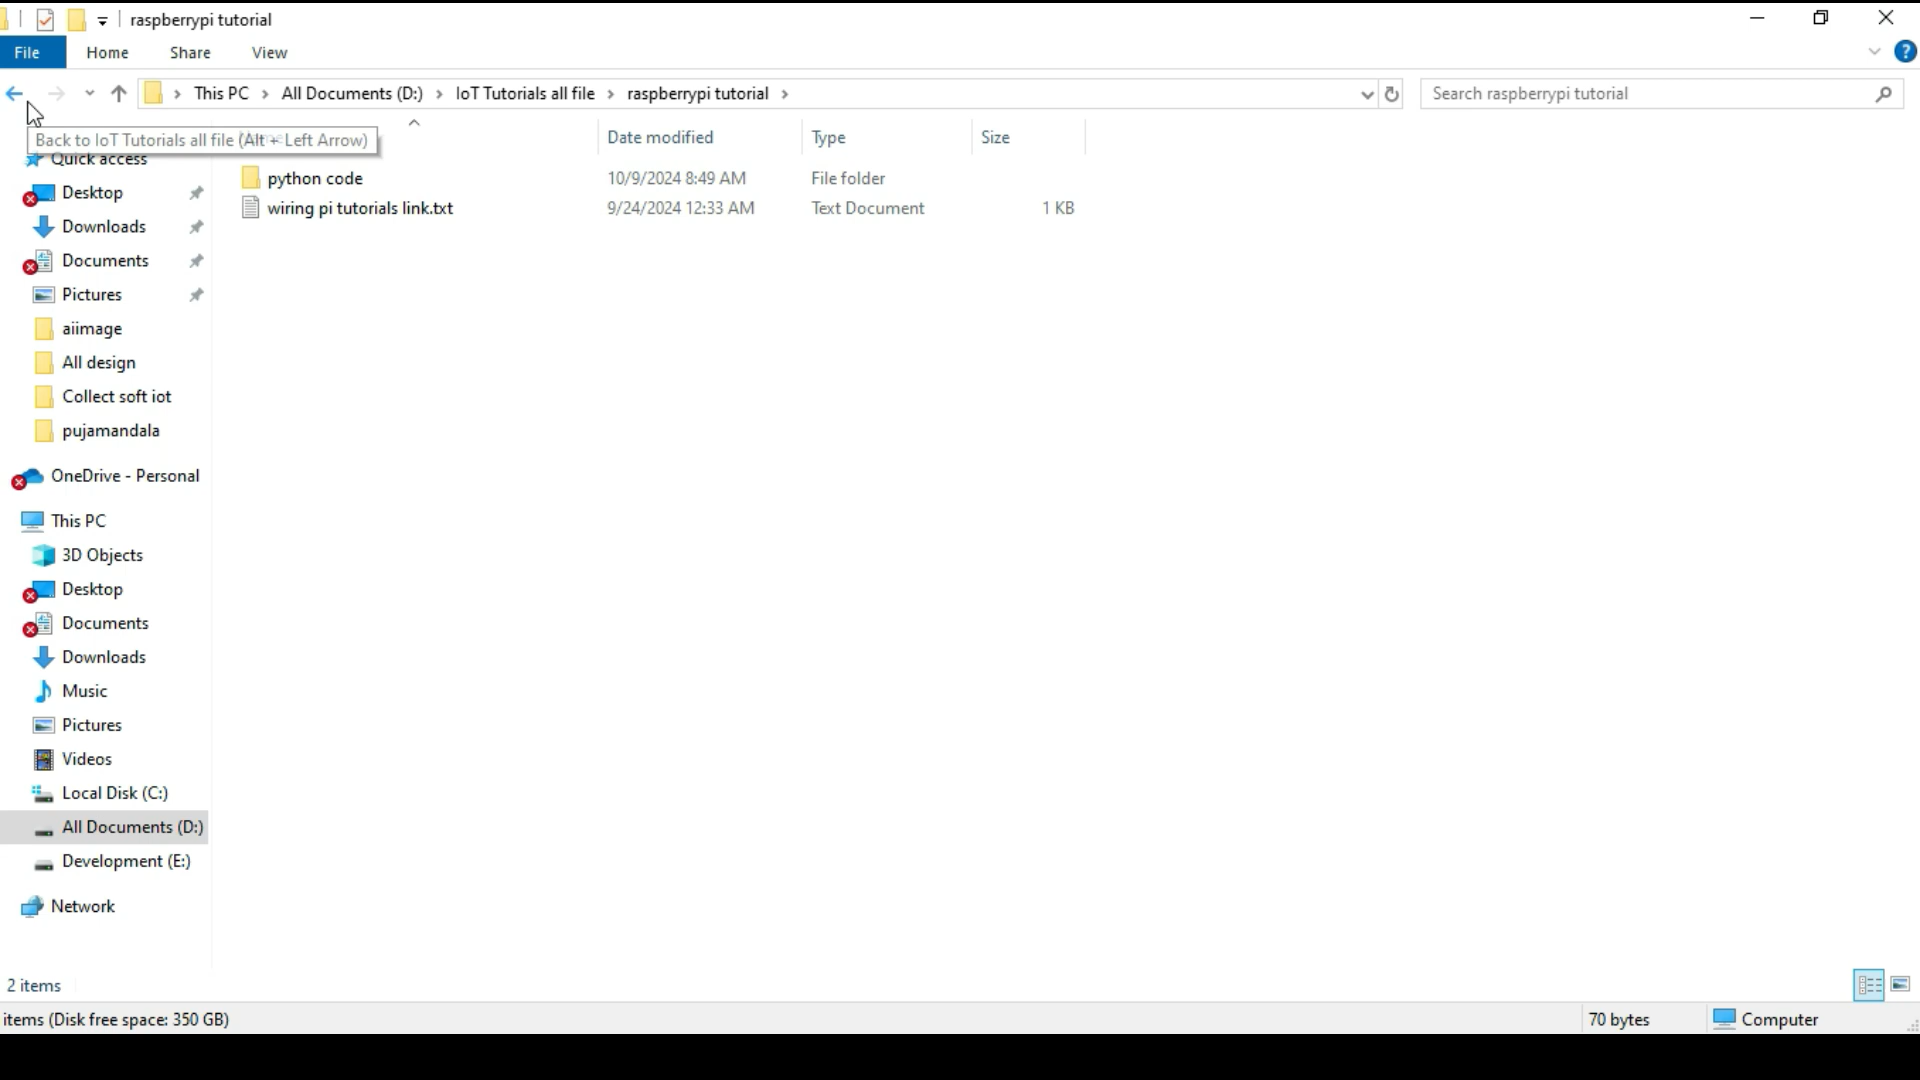 raspberrypi tutorial
File Home Share View
This PC > All Documents (D:) > IoT Tutorials all file > raspberrypi tutorial >
Search raspberrypi tutorial
Back to IoT Tutorials all file (Alt + Left Arrow)
Date modified Type Size
python code 10/9/2024 8:49 AM File folder
wiring pi tutorials link.txt 9/24/2024 12:33 AM Text Document 1 KB
Quick access
Desktop
Downloads
Documents
Pictures
aiimage
All design
Collect soft iot
pujamandala
OneDrive - Personal
This PC
3D Objects
Desktop
Documents
Downloads
Music
Pictures
Videos
Local Disk (C:)
All Documents (D:)
Development (E:)
Network
2 items
items (Disk free space: 350 GB) 70 bytes Computer